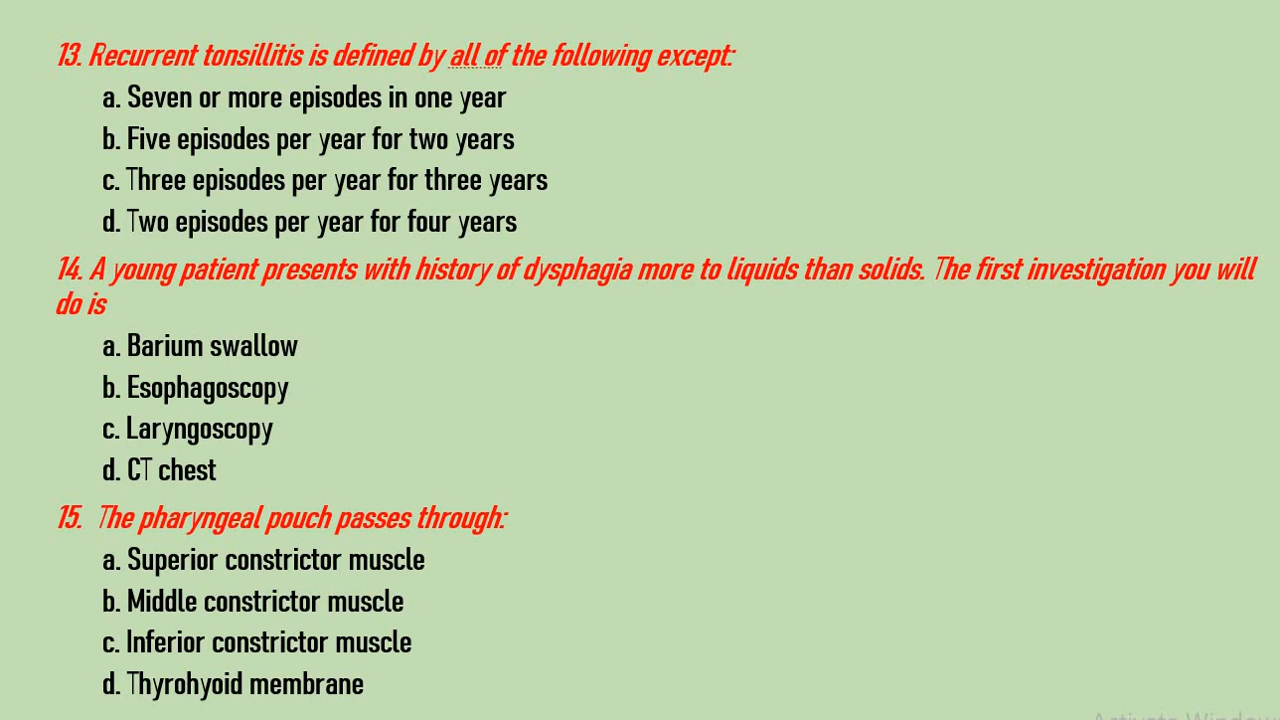 13. Recurrent tonsillitis is defined by all of the following except:
a. Seven or more episodes in one year
b. Five episodes per year for two years
c. Three episodes per year for three years
d. Two episodes per year for four years
14. A young patient presents with history of dysphagia more to liquids than solids. The first investigation you will
do is
a. Barium swallow
b. Esophagoscopy
c. Laryngoscopy
d. CT chest
15. The pharyngeal pouch passes through:
a. Superior constrictor muscle
b. Middle constrictor muscle
c. Inferior constrictor muscle
d. Thyrohyoid membrane